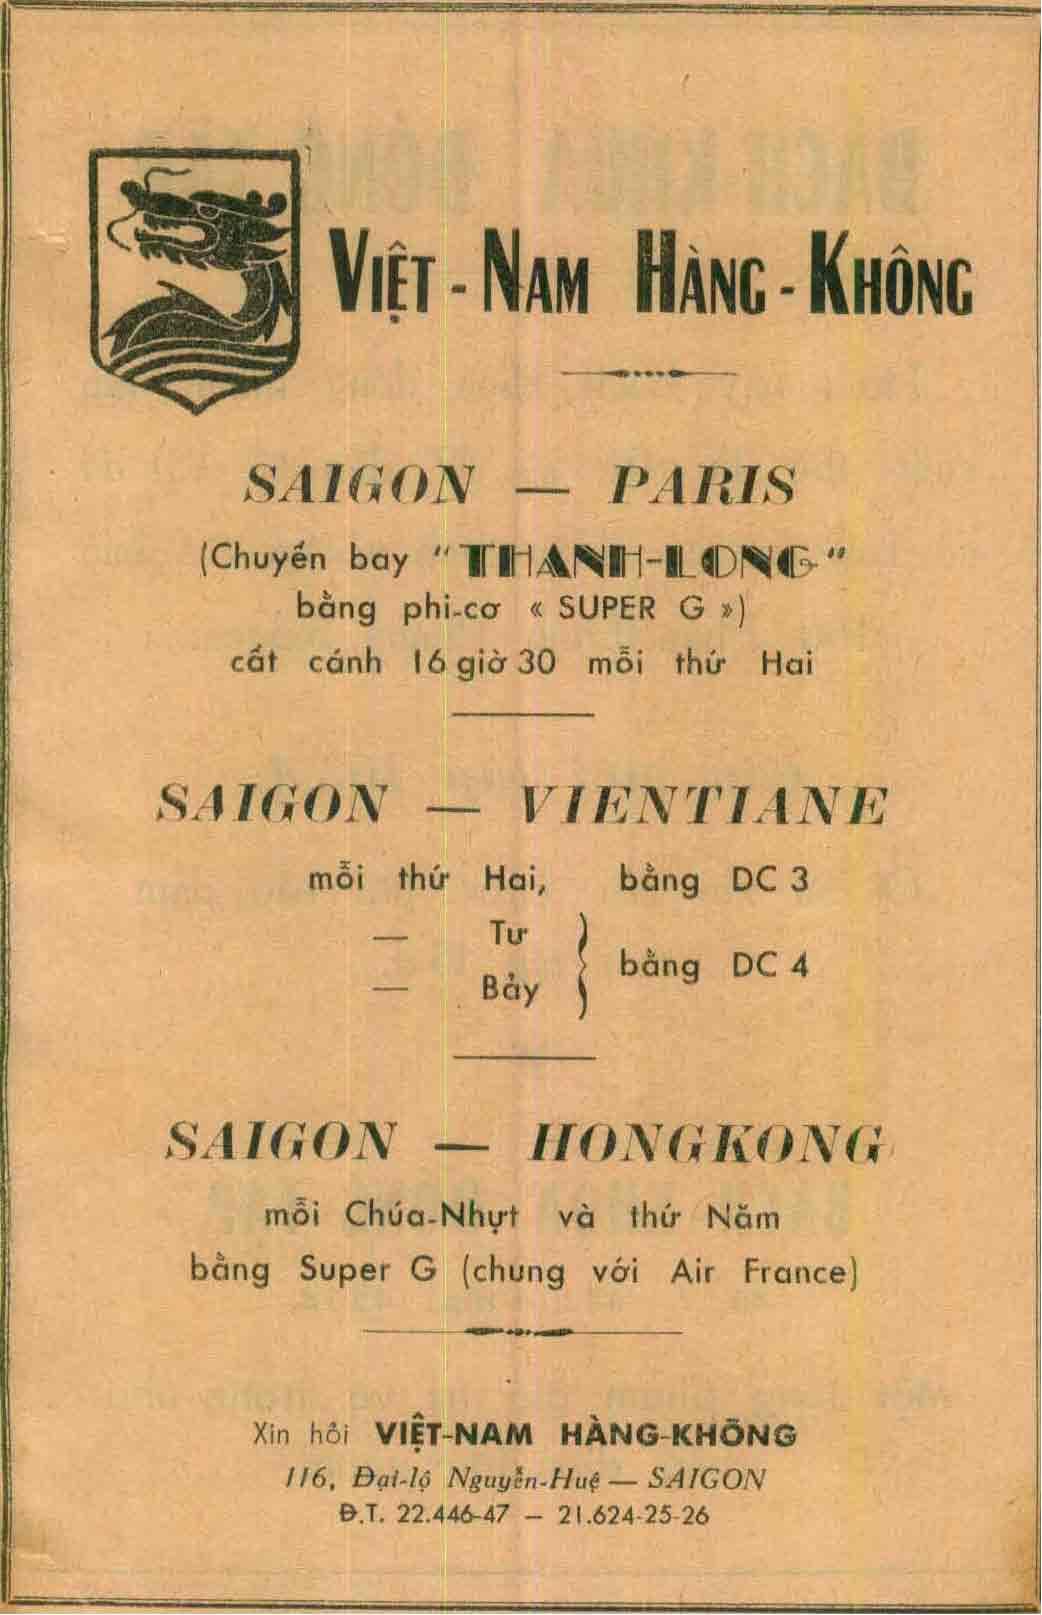 VIỆT - NAM HÀNG - KHÔNG
SAIGON — PARIS
(Chuyến bay "THANH-LONG"
bằng phi-cơ « SUPER G »)
cất cánh 16 giờ 30 mỗi thứ Hai
SAIGON — VIENTIANE
mỗi thứ Hai, bằng DC 3
— Tư
bằng DC 4
— Bảy
SAIGON — HONGKONG
mỗi Chúa-Nhựt và thứ Năm
bằng Super G (chung với Air France)
Xin hỏi VIỆT-NAM HÀNG-KHÔNG
116, Đại-lộ Nguyễn-Huệ — SAIGON
Đ.T. 22.446-47 — 21.624-25-26